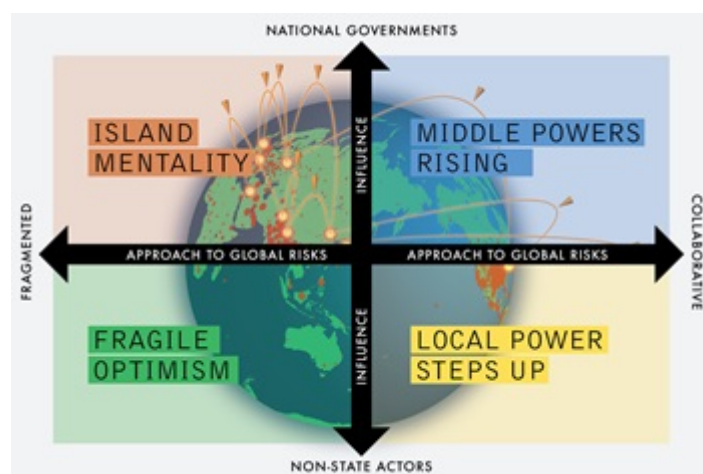 NATIONAL GOVERNMENTS
ISLAND
MENTALITY
MIDDLE POWERS
RISING
INFLUENCE
FRAGMENTED
APPROACH TO GLOBAL RISKS
APPROACH TO GLOBAL RISKS
COLLABORATIVE
FRAGILE
OPTIMISM
INFLUENCE
LOCAL POWER
STEPS UP
NON-STATE ACTORS